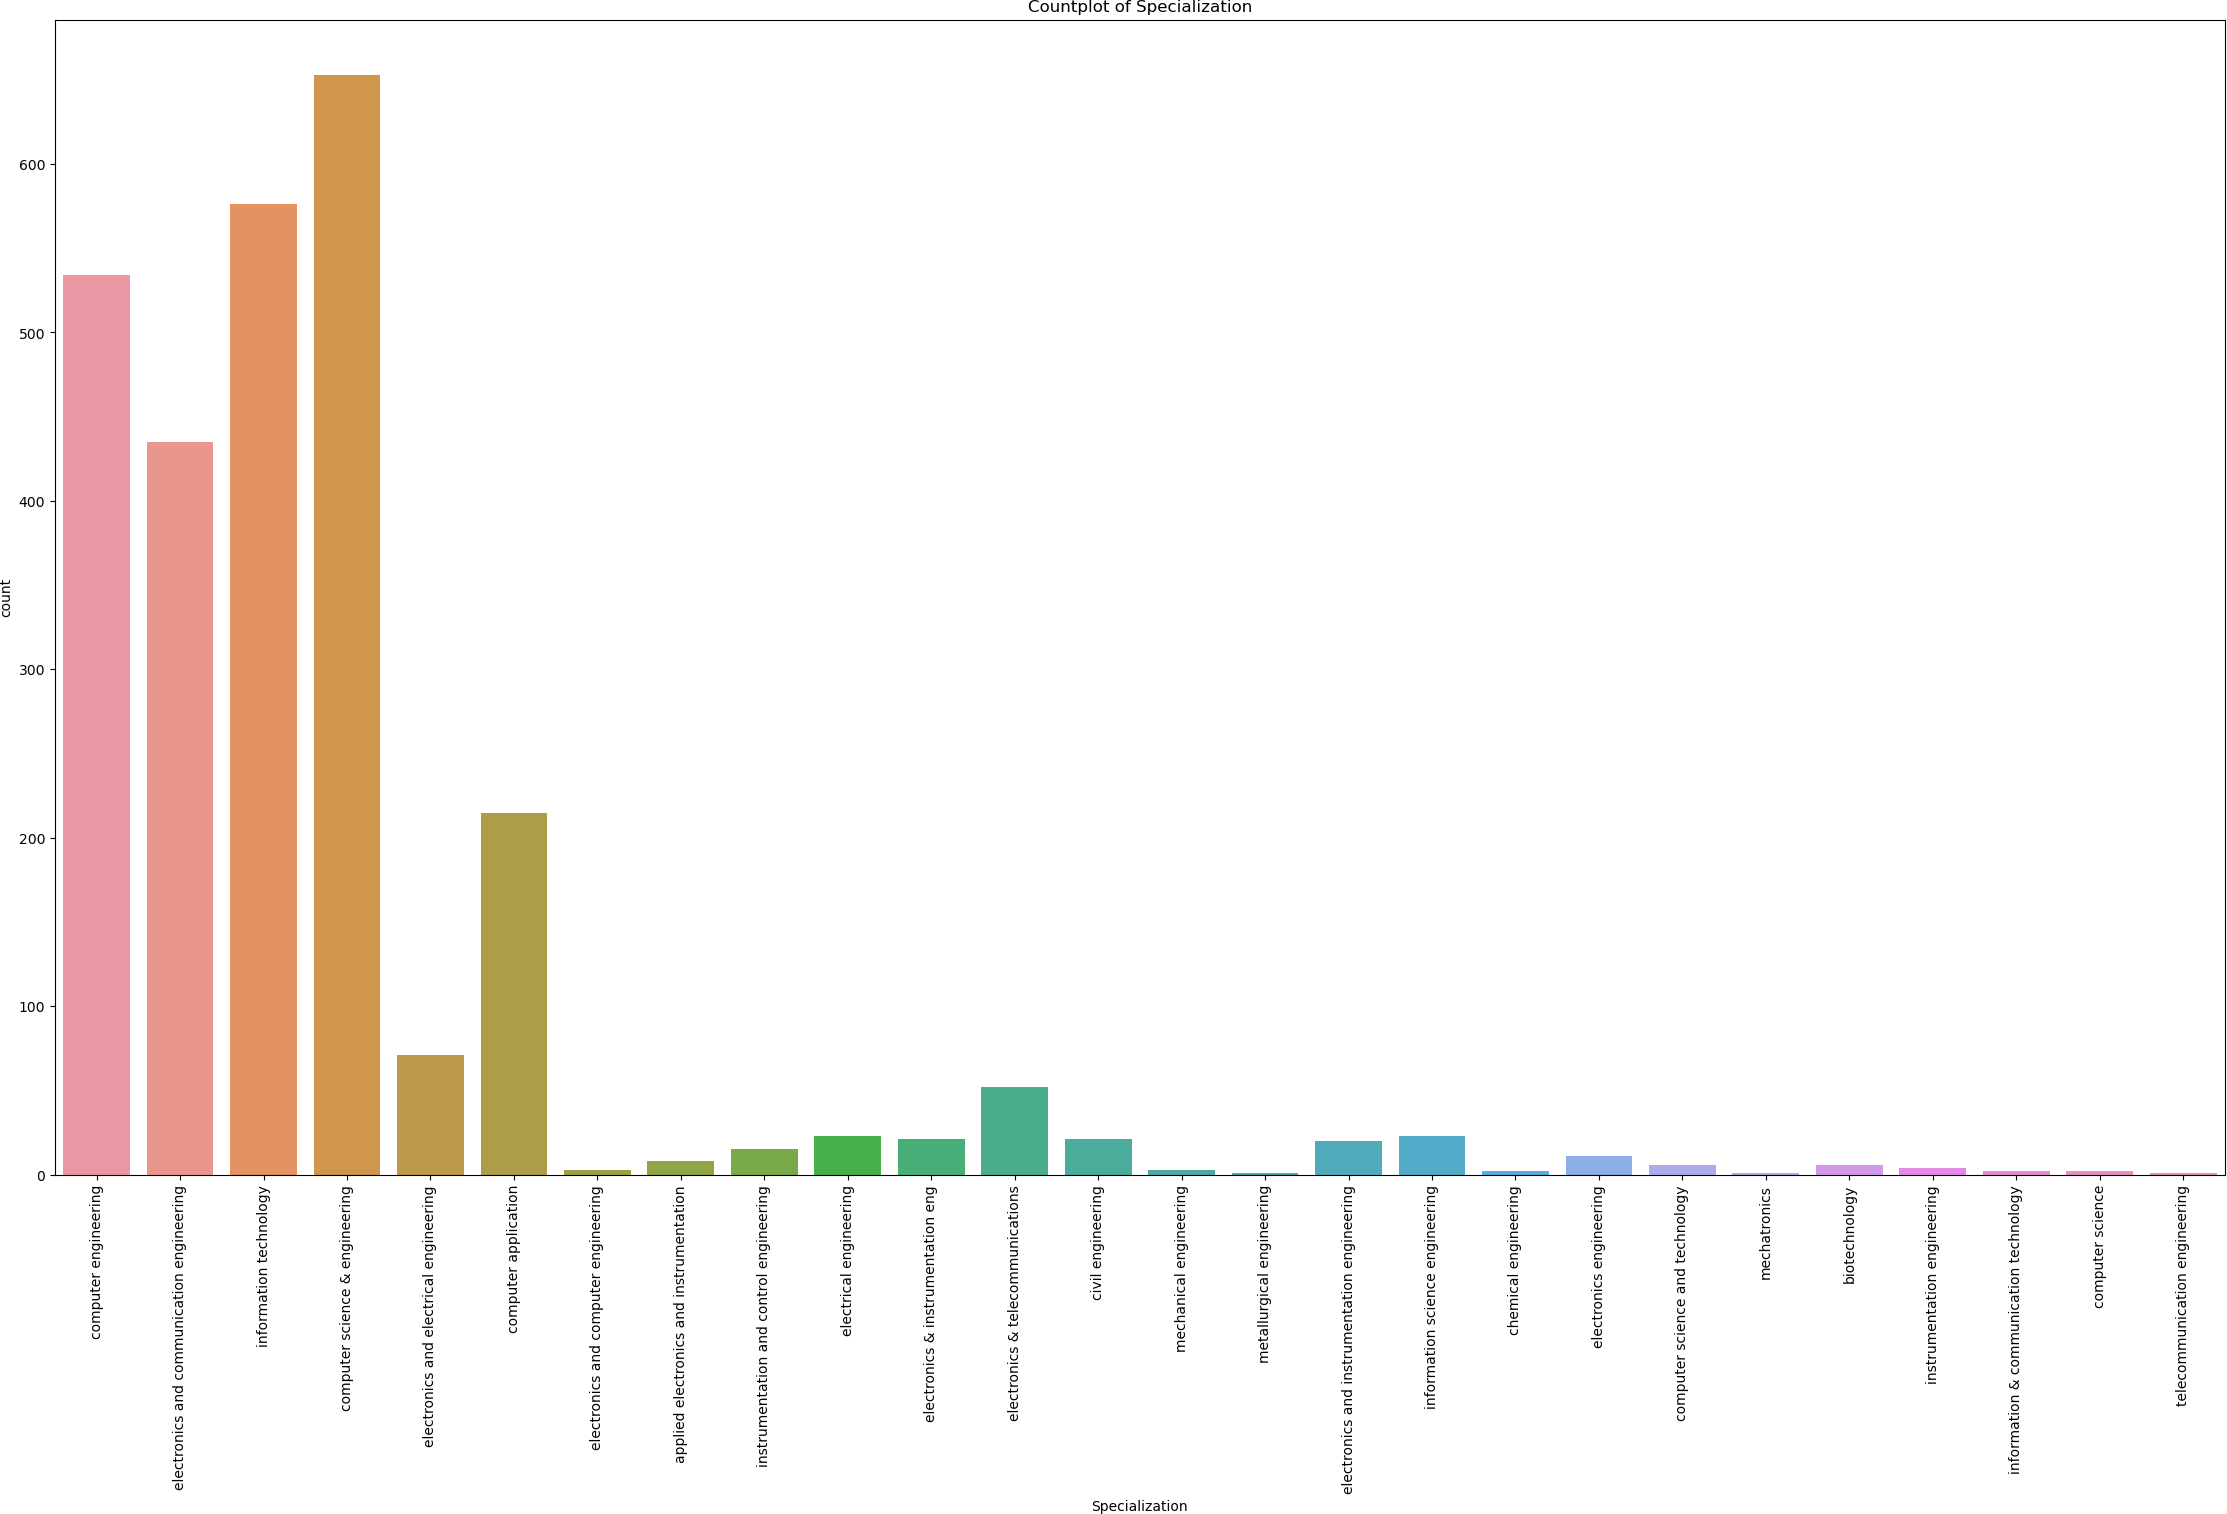 Countplot of Specialization
count
600
500
400
300
200
100
0
computer engineering
electronics and communication engineering
information technology
computer science & engineering
electronics and electrical engineering
computer application
electronics and computer engineering
applied electronics and instrumentation
instrumentation and control engineering
electrical engineering
electronics & instrumentation eng
electronics & telecommunications
civil engineering
mechanical engineering
metallurgical engineering
electronics and instrumentation engineering
information science engineering
chemical engineering
electronics engineering
computer science and technology
mechatronics
biotechnology
instrumentation engineering
information & communication technology
computer science
telecommunication engineering
Specialization